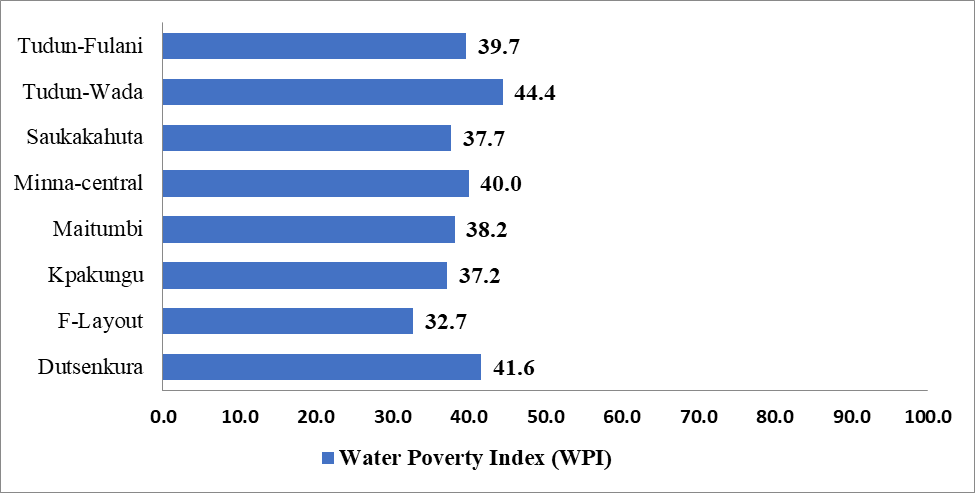 Tudun-Fulani 39.7
Tudun-Wada 44.4
Saukakahuta 37.7
Minna-central 40.0
Maitumbi 38.2
Kpakungu 37.2
F-Layout 32.7
Dutsenkura 41.6
0.0 10.0 20.0 30.0 40.0 50.0 60.0 70.0 80.0 90.0 100.0
Water Poverty Index (WPI)